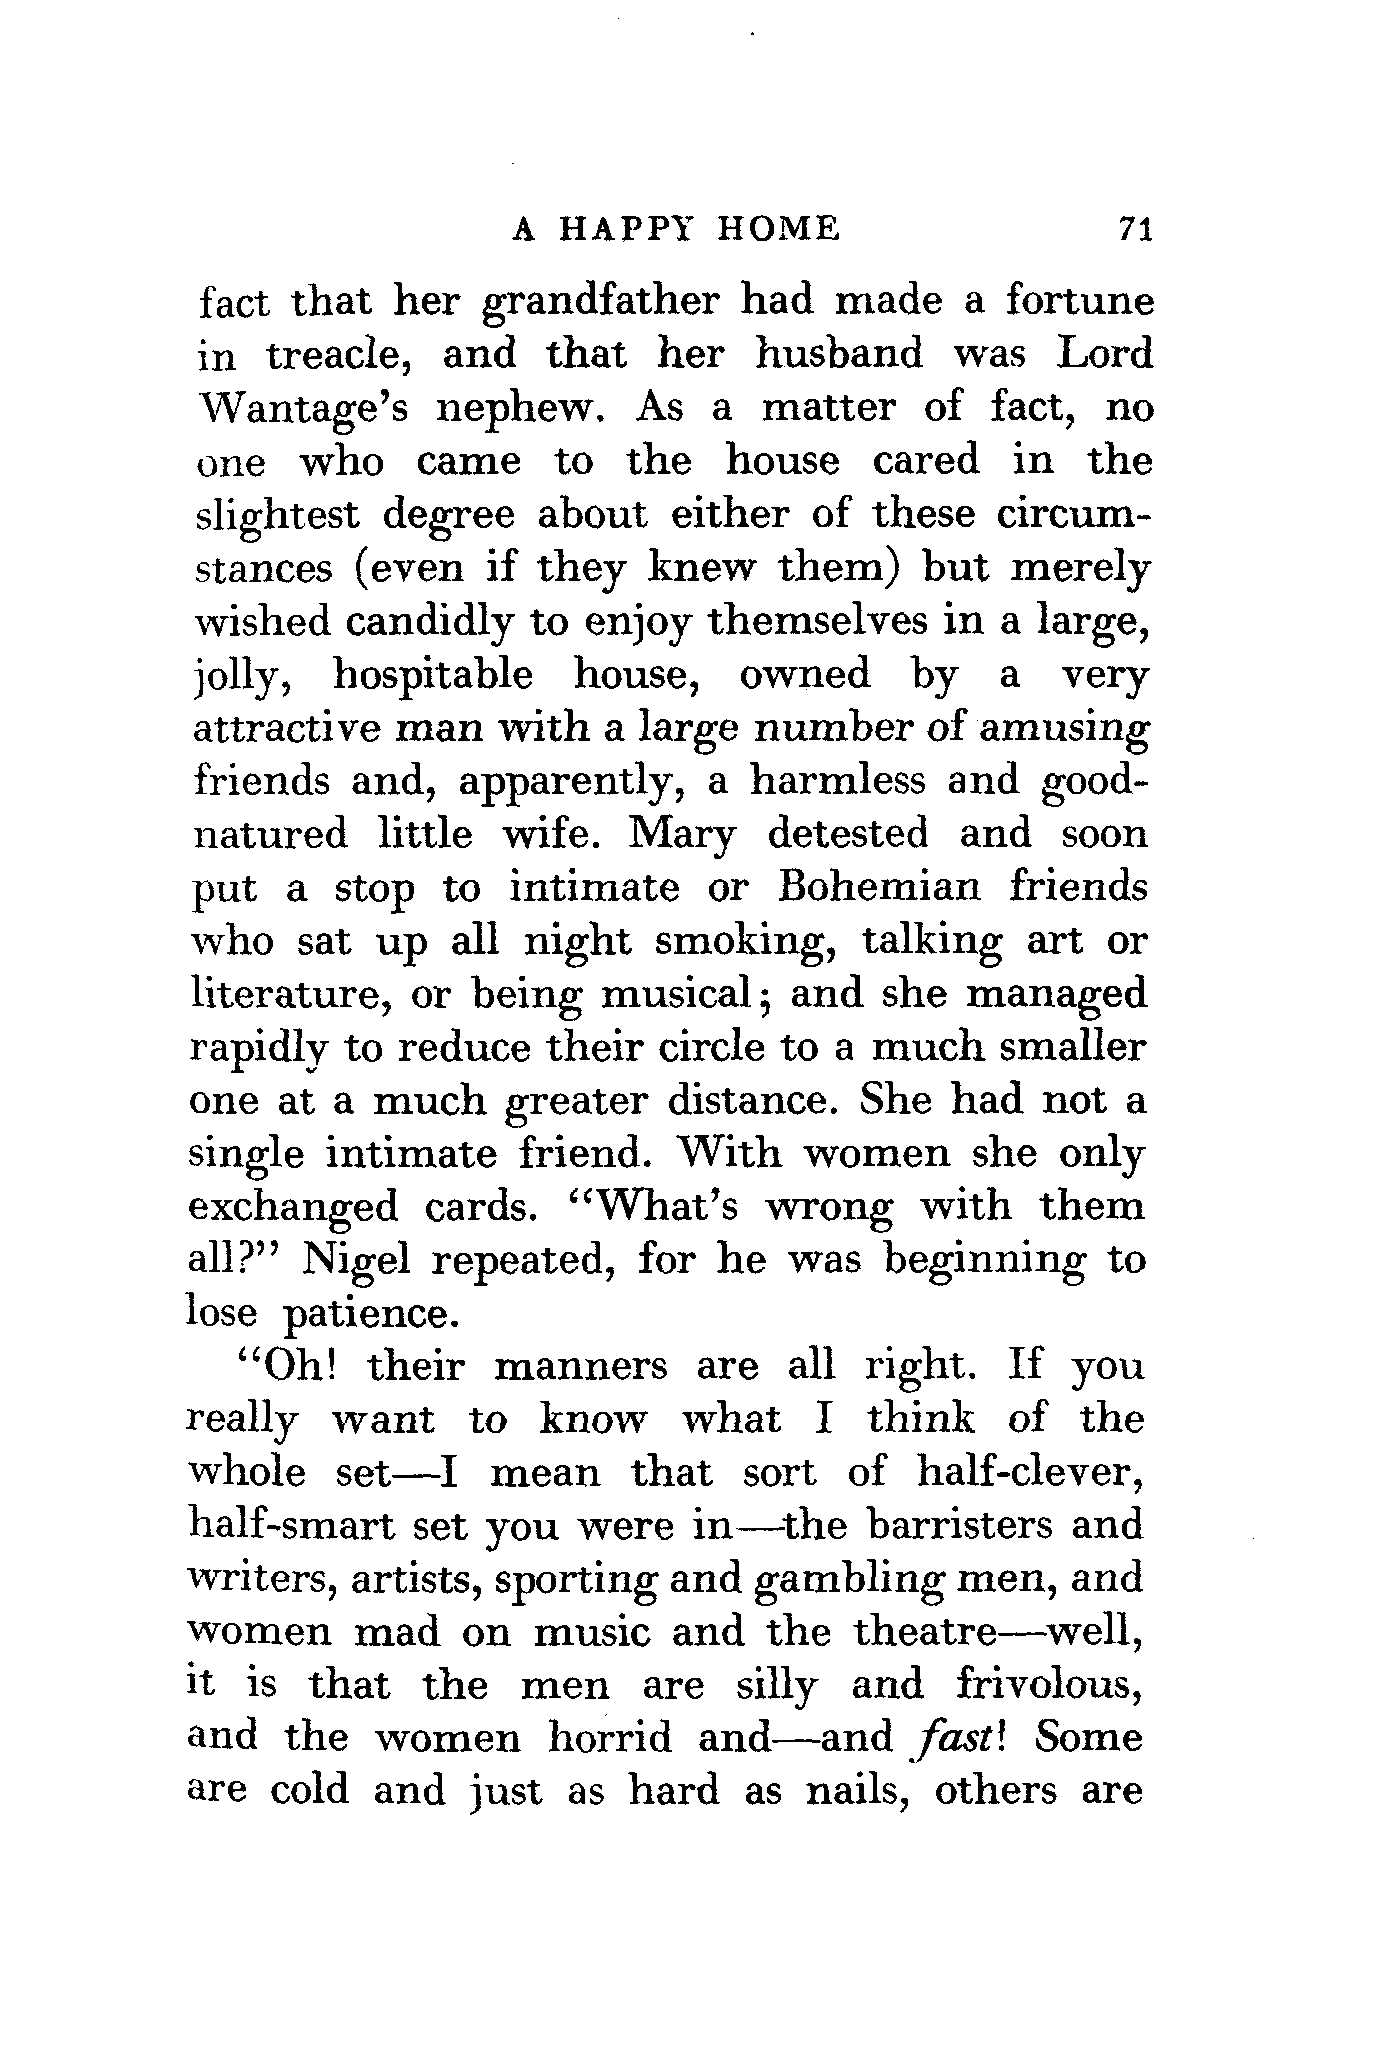 A HAPPY HOME 71
fact that her grandfather had made a fortune
in treacle, and that her husband was Lord
Wantage's nephew. As a matter of fact, no
one who came to the house cared in the
slightest degree about either of these circum-
stances (even if they knew them) but merely
wished candidly to enjoy themselves in a large,
jolly, hospitable house, owned by a very
attractive man with a large number of amusing
friends and, apparently, a harmless and good-
natured little wife. Mary detested and soon
put a stop to intimate or Bohemian friends
who sat up all night smoking, talking art or
literature, or being musical; and she managed
rapidly to reduce their circle to a much smaller
one at a much greater distance. She had not a
single intimate friend. With women she only
exchanged cards. “What's wrong with them
all?” Nigel repeated, for he was beginning to
lose patience.
“Oh! their manners are all right. If you
really want to know what I think of the
whole set—I mean that sort of half-clever,
half-smart set you were in—the barristers and
writers, artists, sporting and gambling men, and
women mad on music and the theatre—well,
it is that the men are silly and frivolous,
and the women horrid and—and fast! Some
are cold and just as hard as nails, others are